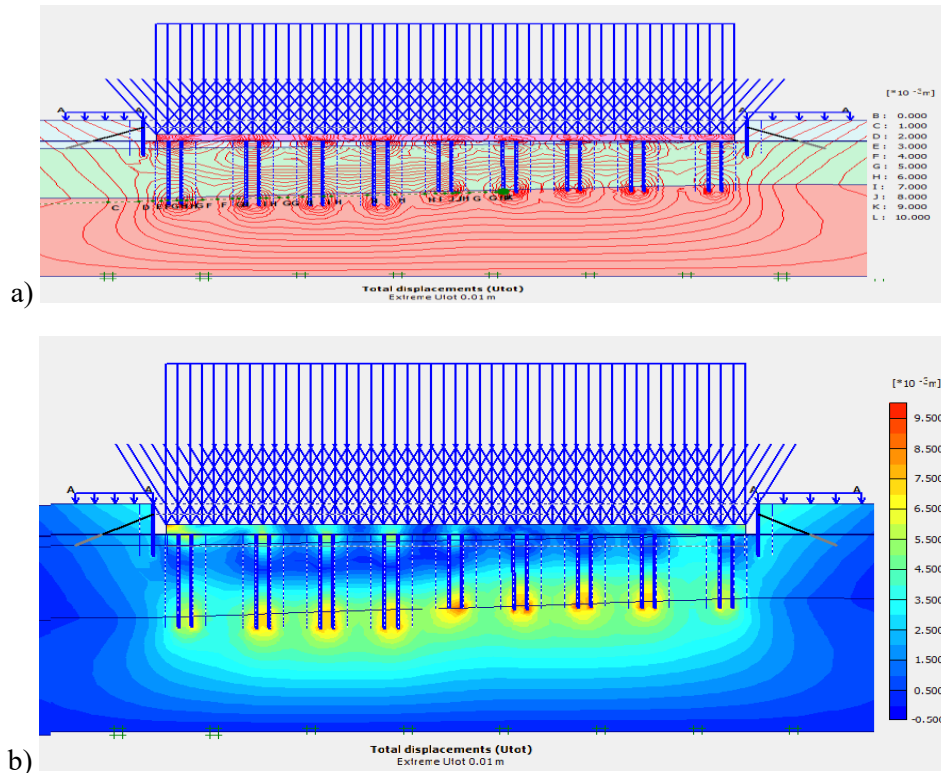 A
A
[*10 -3m]
B : 0.000
C : 1.000
D : 2.000
E : 3.000
F : 4.000
G : 5.000
H : 6.000
I : 7.000
J : 8.000
K : 9.000
L : 10.000
Total displacements (Utot)
Extreme Utot 0.01 m
a)
[*10 -3m]
9.500
8.500
7.500
6.500
5.500
4.500
3.500
2.500
1.500
0.500
-0.500
A
A
Total displacements (Utot)
Extreme Utot 0.01 m
b)